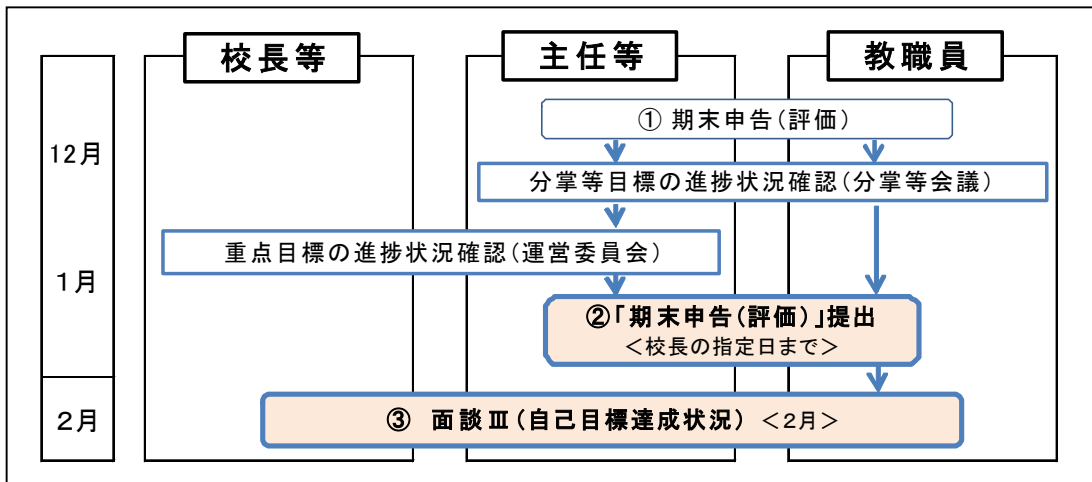 校長等
主任等
教職員
12月
① 期末申告(評価)
分掌等目標の進捗状況確認(分掌等会議)
重点目標の進捗状況確認(運営委員会)
1月
②「期末申告(評価)」提出
<校長の指定日まで>
2月
③ 面談Ⅲ(自己目標達成状況) <2月>